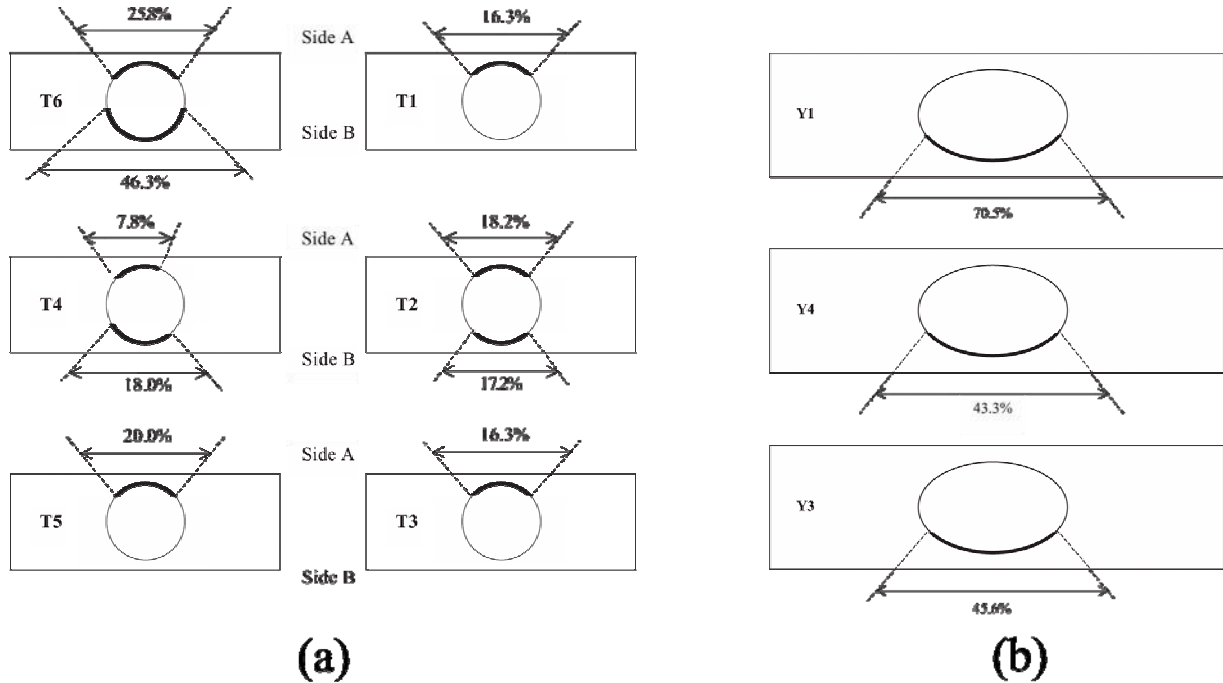 25.8%
16.3%
Side A
T6
T1
Y1
Side B
46.3%
70.5%
7.8%
18.2%
Side A
T4
T2
Y4
Side B
18.0%
17.2%
43.3%
20.0%
16.3%
Side A
T5
T3
Y3
Side B
45.6%
(a)
(b)